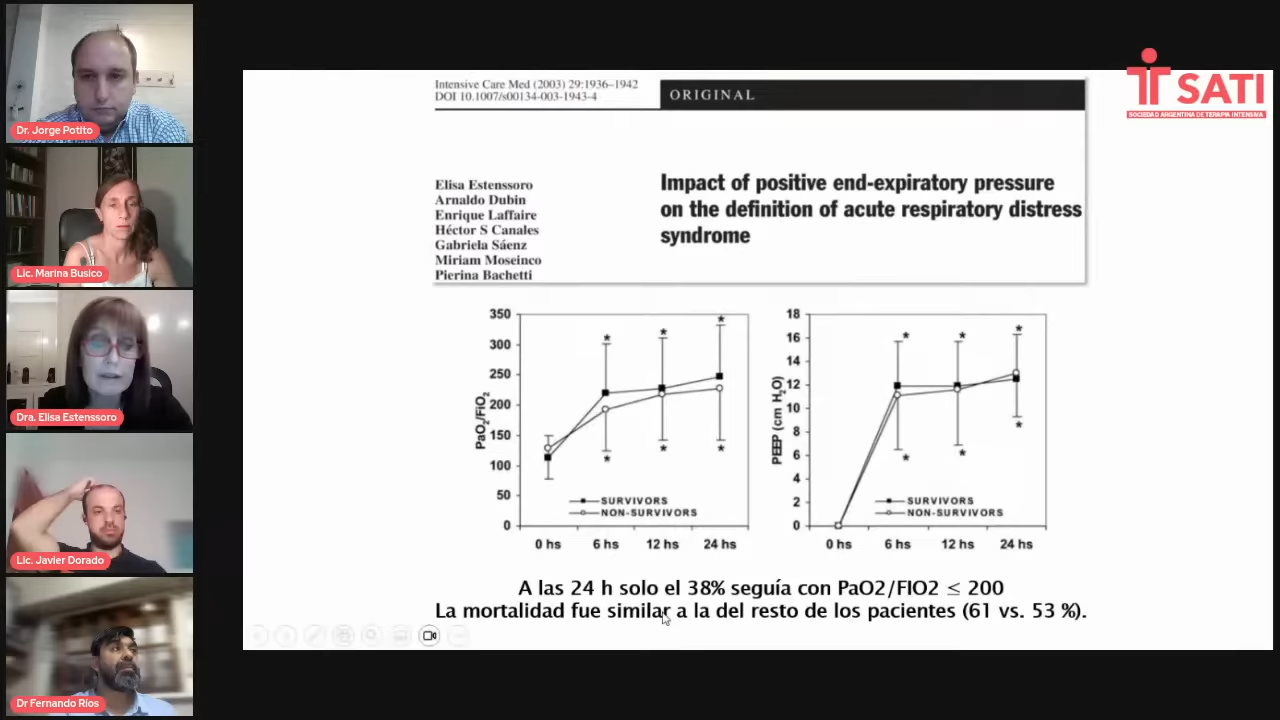 Dr. Jorge Potito
Lic. Marina Busico
Dra. Elisa Estenssoro
Lic. Javier Dorado
Dr Fernando Rios
SATI
SOCIEDAD ARGENTINA DE TERAPIA INTENSIVA
Intensive Care Med (2003) 29:1936–1942
DOI 10.1007/s00134-003-1943-4
ORIGINAL
Elisa Estenssoro
Arnaldo Dubin
Enrique Laffaire
Héctor S Canales
Gabriela Sáenz
Miriam Moseinco
Pierina Bachetti
Impact of positive end-expiratory pressure
on the definition of acute respiratory distress
syndrome
PaO2/FiO2
350
300
250
200
150
100
50
0
* * *
* * *
SURVIVORS
NON-SURVIVORS
0 hs 6 hs 12 hs 24 hs
PEEP (cm H2O)
18
16
14
12
10
8
6
4
2
0
* * *
* * *
SURVIVORS
NON-SURVIVORS
0 hs 6 hs 12 hs 24 hs
A las 24 h solo el 38% seguía con PaO2/FIO2 ≤ 200
La mortalidad fue similar a la del resto de los pacientes (61 vs. 53 %).